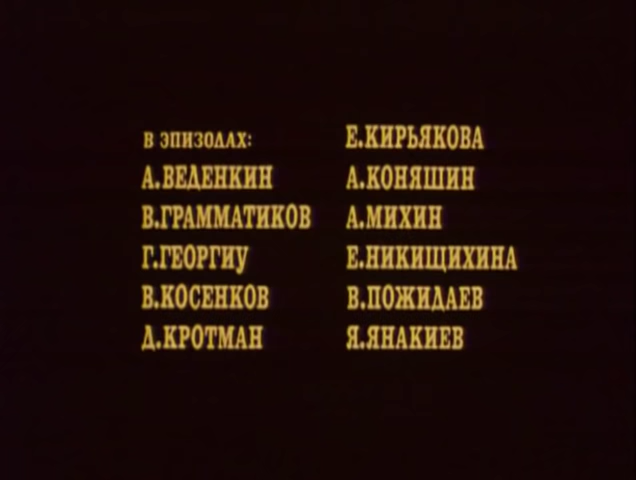 В ЭПИЗОДАХ:
А.ВЕДЕНКИН
В.ГРАММАТИКОВ
Г.ГЕОРГИУ
В.КОСЕНКОВ
Д.КРОТМАН
Е.КИРЬЯКОВА
А.КОНЯШИН
А.МИХИН
Е.НИКИЩИХИНА
В.ПОЖИДАЕВ
Я.ЯНАКИЕВ